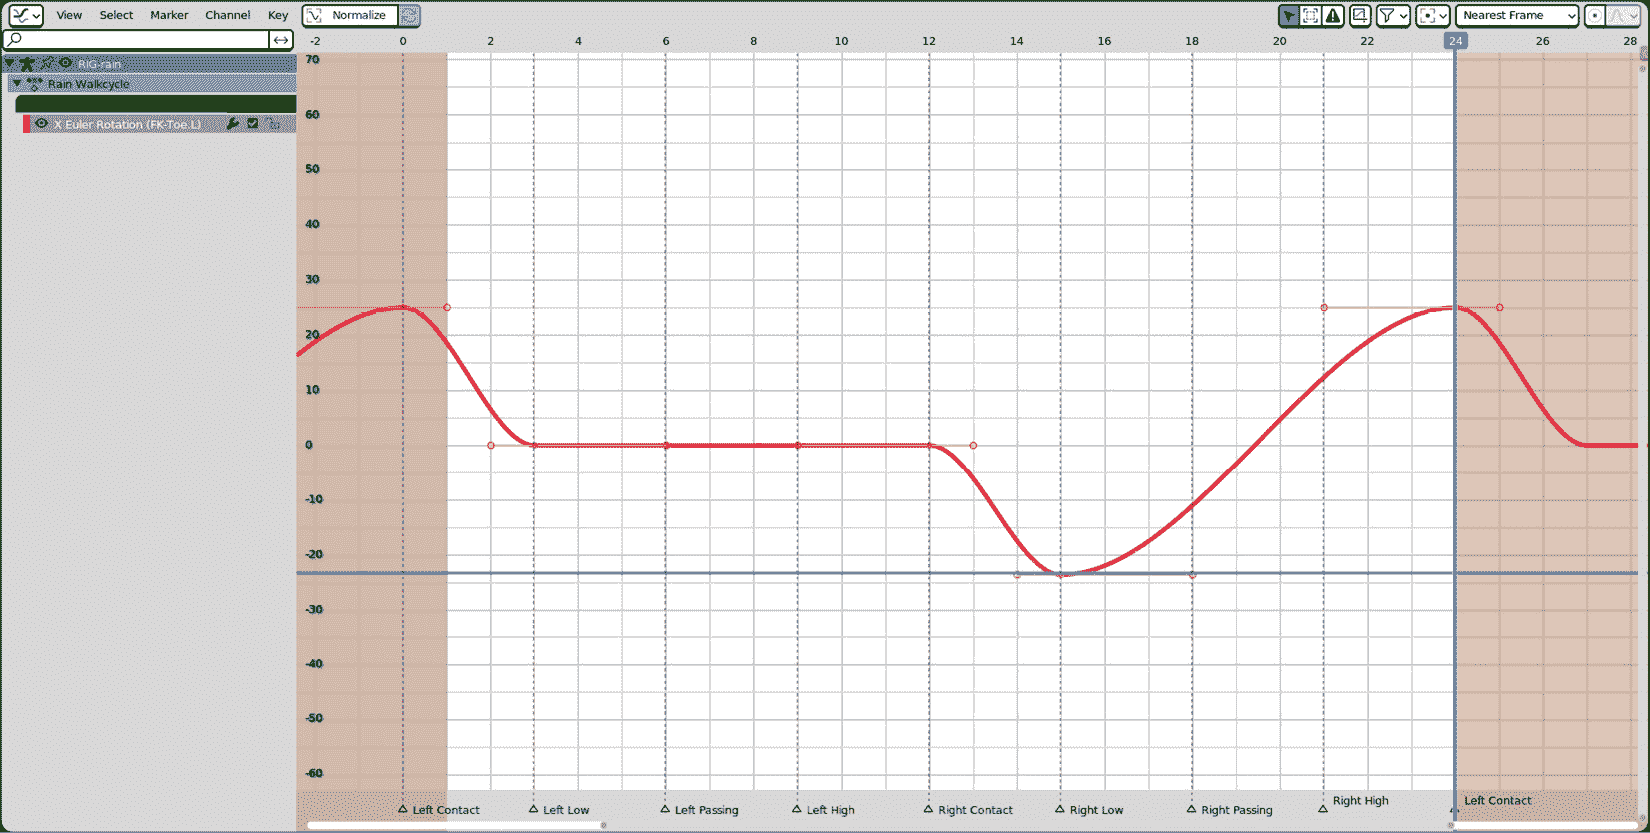 View Select Marker Channel Key Normalize Nearest Frame
-2 0 2 4 6 8 10 12 14 16 18 20 22 24 26 28
RIG-rain
Rain Walkcycle
X Euler Rotation (FK-Toe.L)
70
60
50
40
30
20
10
0
-10
-20
-30
-40
-50
-60
Left Contact Left Low Left Passing Left High Right Contact Right Low Right Passing Right High Left Contact